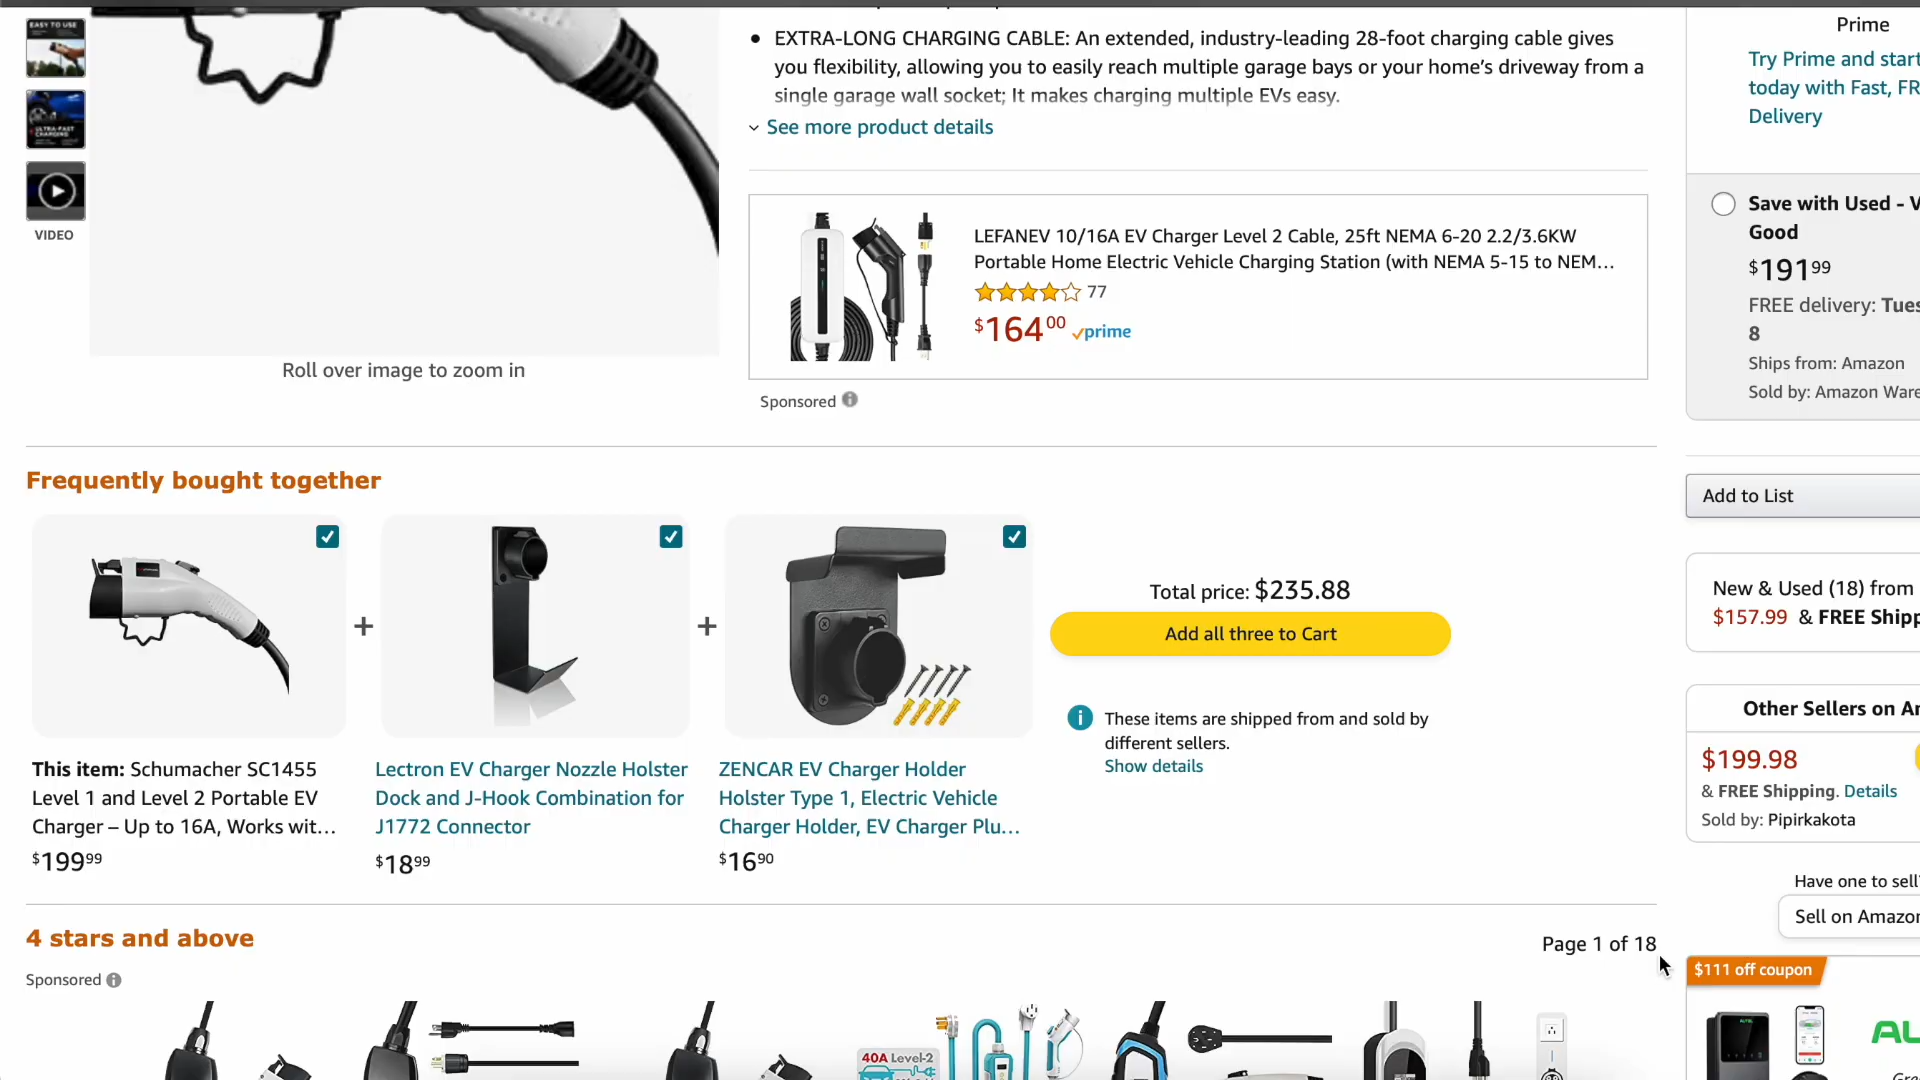 EASY TO USE
ULTRA-FAST
CHARGING
VIDEO
Roll over image to zoom in
EXTRA-LONG CHARGING CABLE: An extended, industry-leading 28-foot charging cable gives
you flexibility, allowing you to easily reach multiple garage bays or your home’s driveway from a
single garage wall socket; It makes charging multiple EVs easy.
See more product details
LEFANEV 10/16A EV Charger Level 2 Cable, 25ft NEMA 6-20 2.2/3.6KW
Portable Home Electric Vehicle Charging Station (with NEMA 5-15 to NEM...
77
$164.00 prime
Sponsored
Prime
Try Prime and start
today with Fast, FR
Delivery
Save with Used - V
Good
$191.99
FREE delivery: Tues
8
Ships from: Amazon
Sold by: Amazon Ware
Add to List
New & Used (18) from
$157.99 & FREE Shipp
Other Sellers on Am
$199.98
& FREE Shipping. Details
Sold by: Pipirkakota
Have one to sell?
Sell on Amazon
$111 off coupon
AUTEL
Frequently bought together
+
+
Total price: $235.88
Add all three to Cart
These items are shipped from and sold by
different sellers.
Show details
This item: Schumacher SC1455
Level 1 and Level 2 Portable EV
Charger – Up to 16A, Works wit...
$199.99
Lectron EV Charger Nozzle Holster
Dock and J-Hook Combination for
J1772 Connector
$18.99
ZENCAR EV Charger Holder
Holster Type 1, Electric Vehicle
Charger Holder, EV Charger Plu...
$16.90
4 stars and above
Page 1 of 18
Sponsored
40A Level-2